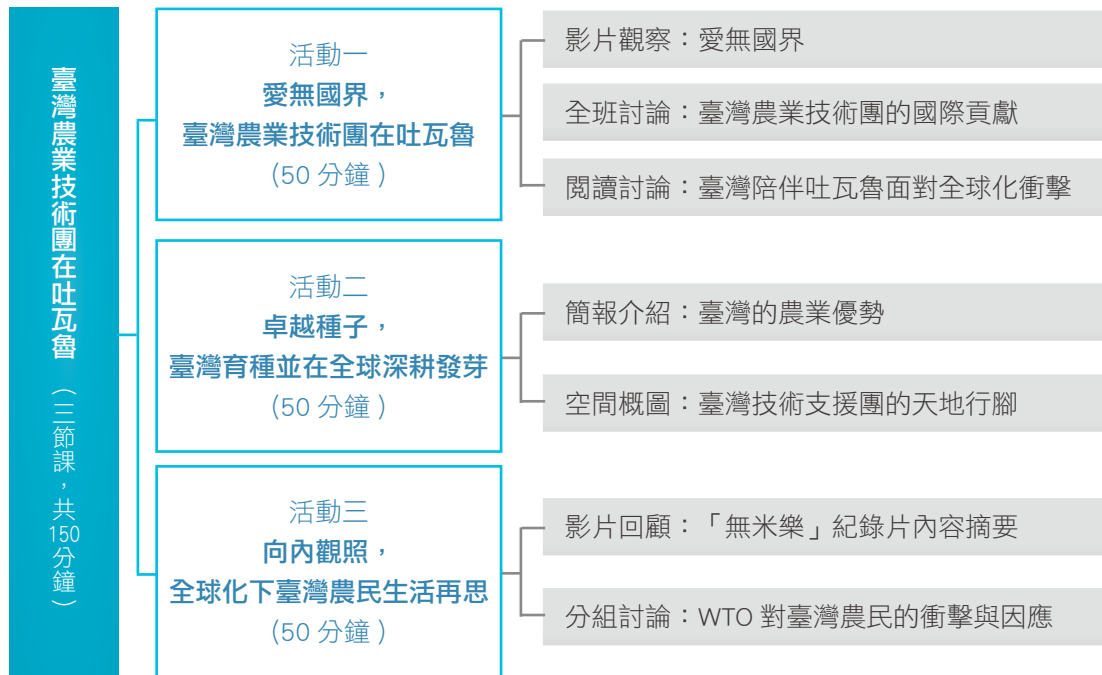 臺灣農業技術團在吐瓦魯（三節課，共150分鐘）
活動一
愛無國界，
臺灣農業技術團在吐瓦魯
（50 分鐘）
影片觀察：愛無國界
全班討論：臺灣農業技術團的國際貢獻
閱讀討論：臺灣陪伴吐瓦魯面對全球化衝擊
活動二
卓越種子，
臺灣育種並在全球深耕發芽
（50 分鐘）
簡報介紹：臺灣的農業優勢
空間概圖：臺灣技術支援團的天地行腳
活動三
向內觀照，
全球化下臺灣農民生活再思
（50 分鐘）
影片回顧：「無米樂」紀錄片內容摘要
分組討論：WTO 對臺灣農民的衝擊與因應